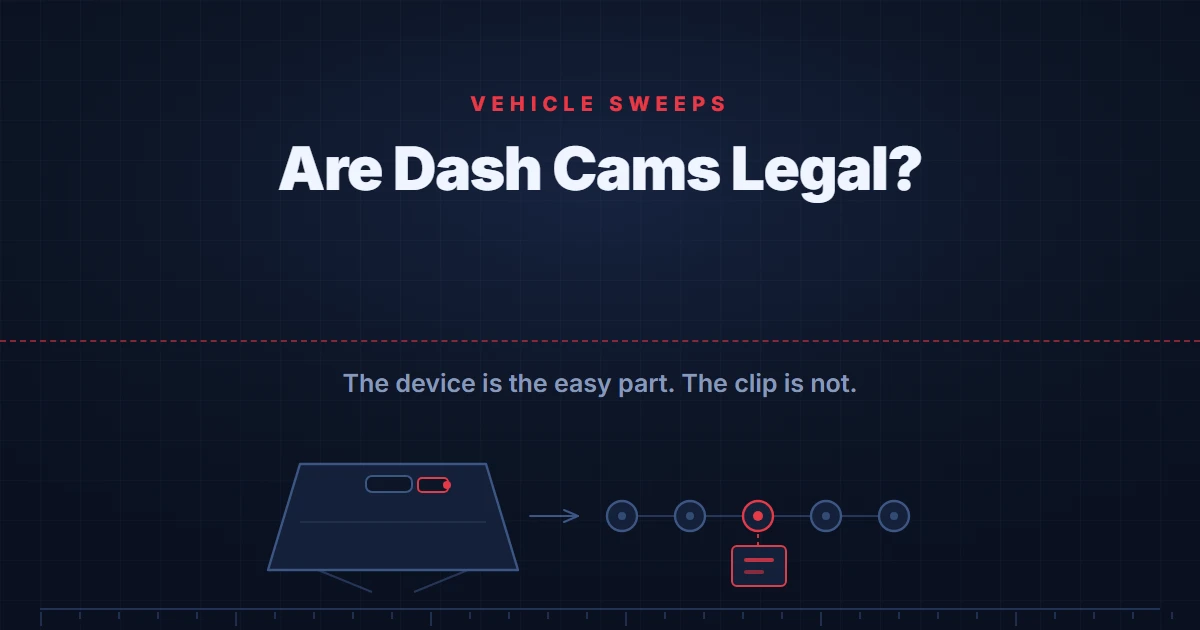 VEHICLE SWEEPS
Are Dash Cams Legal?
The device is the easy part. The clip is not.